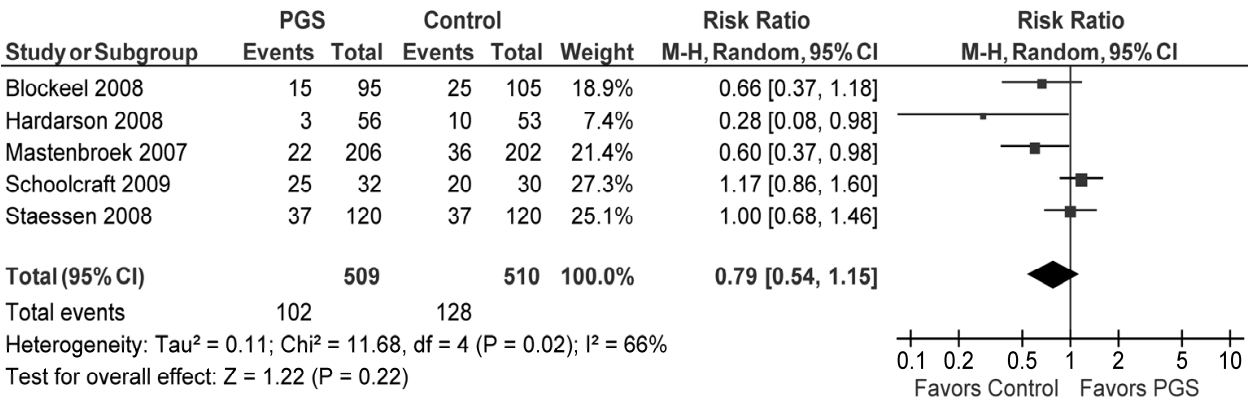 PGS Control Risk Ratio Risk Ratio
Study or Subgroup Events Total Events Total Weight M-H, Random, 95% CI M-H, Random, 95% CI
Blockeel 2008 15 95 25 105 18.9% 0.66 [0.37, 1.18]
Hardarson 2008 3 56 10 53 7.4% 0.28 [0.08, 0.98]
Mastenbroek 2007 22 206 36 202 21.4% 0.60 [0.37, 0.98]
Schoolcraft 2009 25 32 20 30 27.3% 1.17 [0.86, 1.60]
Staessen 2008 37 120 37 120 25.1% 1.00 [0.68, 1.46]
Total (95% CI) 509 510 100.0% 0.79 [0.54, 1.15]
Total events 102 128
Heterogeneity: Tau² = 0.11; Chi² = 11.68, df = 4 (P = 0.02); I² = 66%
Test for overall effect: Z = 1.22 (P = 0.22)
0.1 0.2 0.5 1 2 5 10
Favors Control Favors PGS